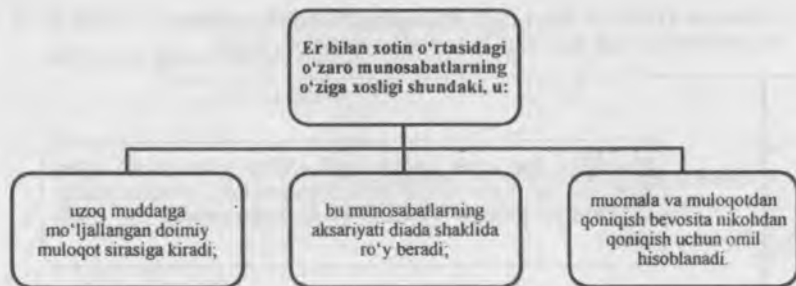 Er bilan xotin o‘rtasidagi
o‘zaro munosabatlarning
o‘ziga xosligi shundaki, u:
uzoq muddatga
mo‘ljallangan doimiy
muloqot sirasiga kiradi;
bu munosabatlarning
aksariyati diada shaklida
ro‘y beradi;
muomala va muloqotdan
qoniqish bevosita nikohdan
qoniqish uchun omil
hisoblanadi.